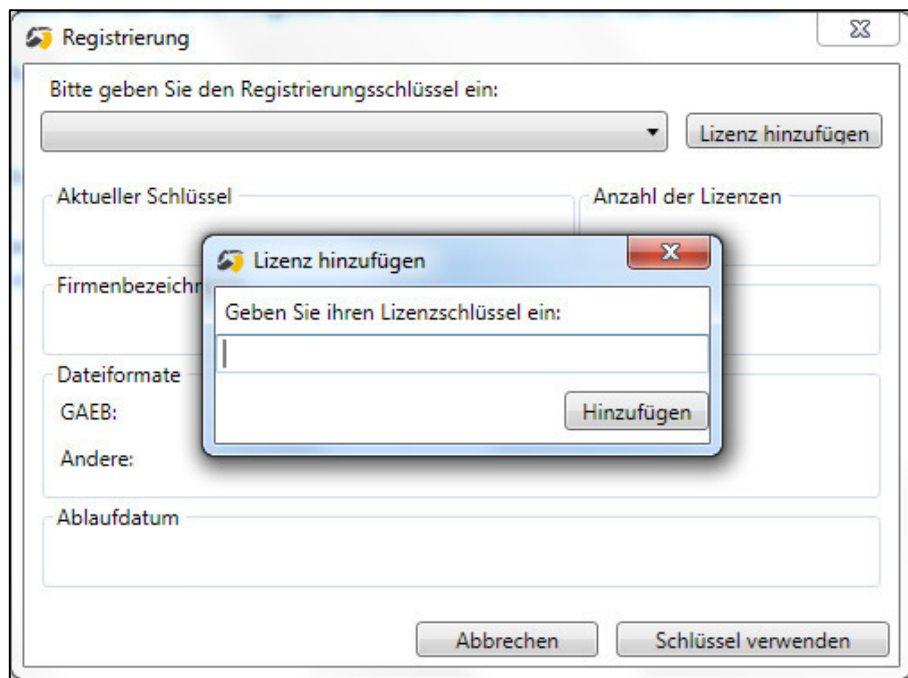 Registrierung
Bitte geben Sie den Registrierungsschlüssel ein:
Lizenz hinzufügen
Aktueller Schlüssel
Anzahl der Lizenzen
Lizenz hinzufügen
Geben Sie ihren Lizenzschlüssel ein:
Hinzufügen
Dateiformate
GAEB:
Andere:
Ablaufdatum
Abbrechen
Schlüssel verwenden